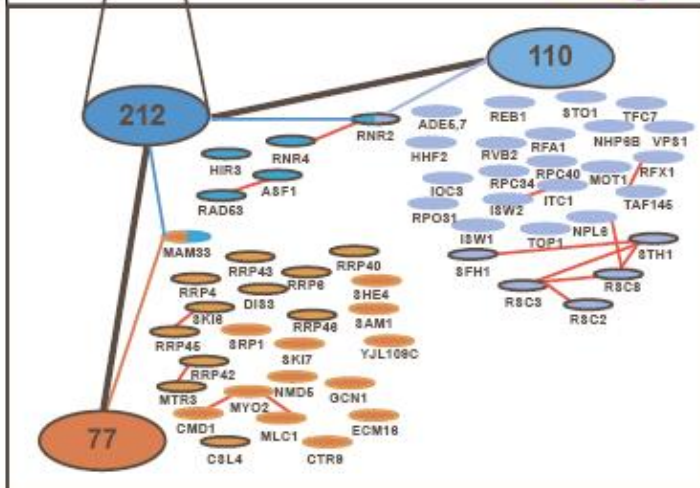 110
212
RNR2
ADE5,7
REB1
STO1
TFC7
RNR4
HHF2
RVB2
RFA1
NHP6B
VPS1
HIR3
ASF1
RAD53
IOC3
RPC34
RPC40
MOT1
RFX1
RPO31
ISW2
ITC1
TAF145
ISW1
TOP1
NPL6
STH1
SFH1
RSC8
RSC3
RSC2
MAM33
RRP43
RRP40
RRP4
RRP6
DIS3
SHE4
SKI6
RRP46
SAM1
RRP45
SRP1
SKI7
YJL109C
RRP42
MTR3
NMD5
GCN1
MYO2
CMD1
MLC1
ECM16
CSL4
CTR9
77